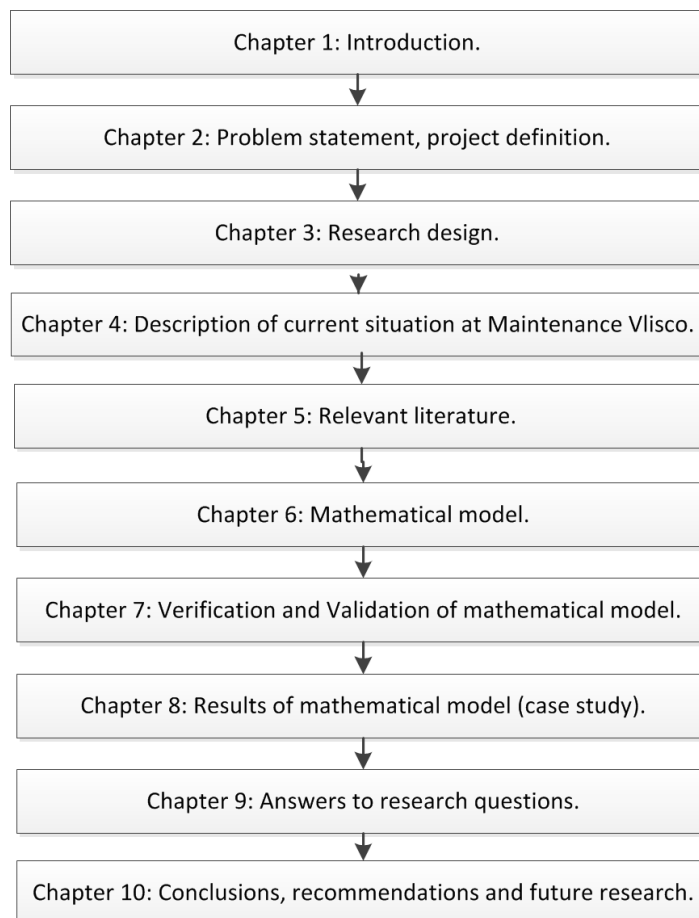 Chapter 1: Introduction.
Chapter 2: Problem statement, project definition.
Chapter 3: Research design.
Chapter 4: Description of current situation at Maintenance Vlisco.
Chapter 5: Relevant literature.
Chapter 6: Mathematical model.
Chapter 7: Verification and Validation of mathematical model.
Chapter 8: Results of mathematical model (case study).
Chapter 9: Answers to research questions.
Chapter 10: Conclusions, recommendations and future research.